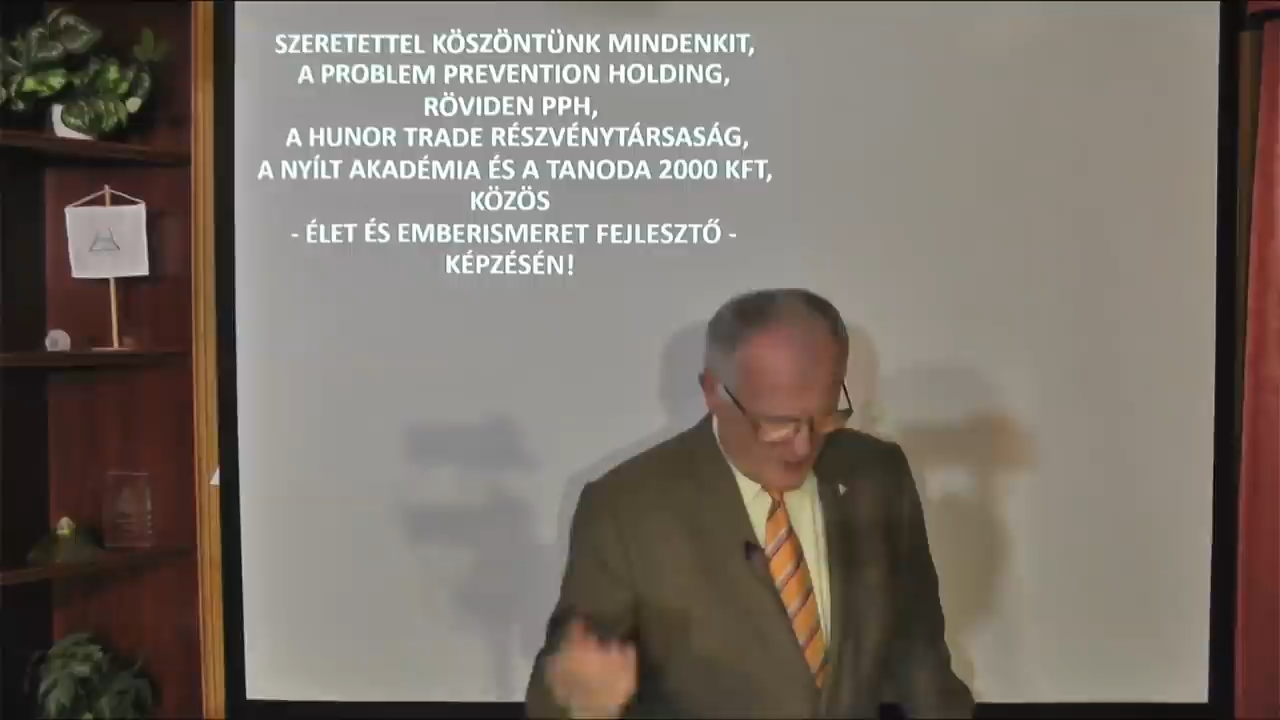 SZERETETTEL KÖSZÖNTÜNK MINDENKIT,
A PROBLEM PREVENTION HOLDING,
RÖVIDEN PPH,
A HUNOR TRADE RÉSZVÉNYTÁRSASÁG,
A NYÍLT AKADÉMIA ÉS A TANODA 2000 KFT,
KÖZÖS
- ÉLET ÉS EMBERISMERET FEJLESZTŐ -
KÉPZÉSÉN!